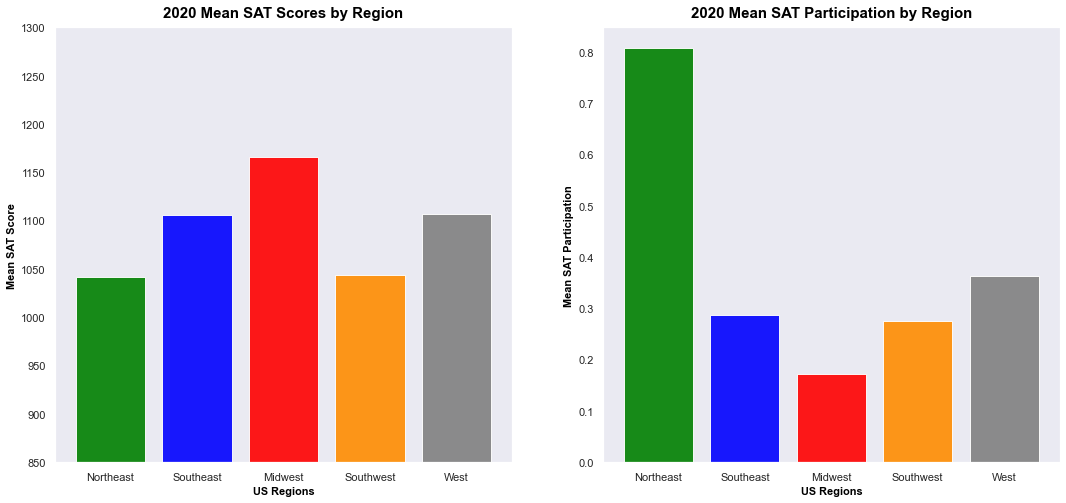 2020 Mean SAT Scores by Region
Mean SAT Score
1300
1250
1200
1150
1100
1050
1000
950
900
850
Northeast Southeast Midwest Southwest West
US Regions
2020 Mean SAT Participation by Region
Mean SAT Participation
0.8
0.7
0.6
0.5
0.4
0.3
0.2
0.1
0.0
Northeast Southeast Midwest Southwest West
US Regions